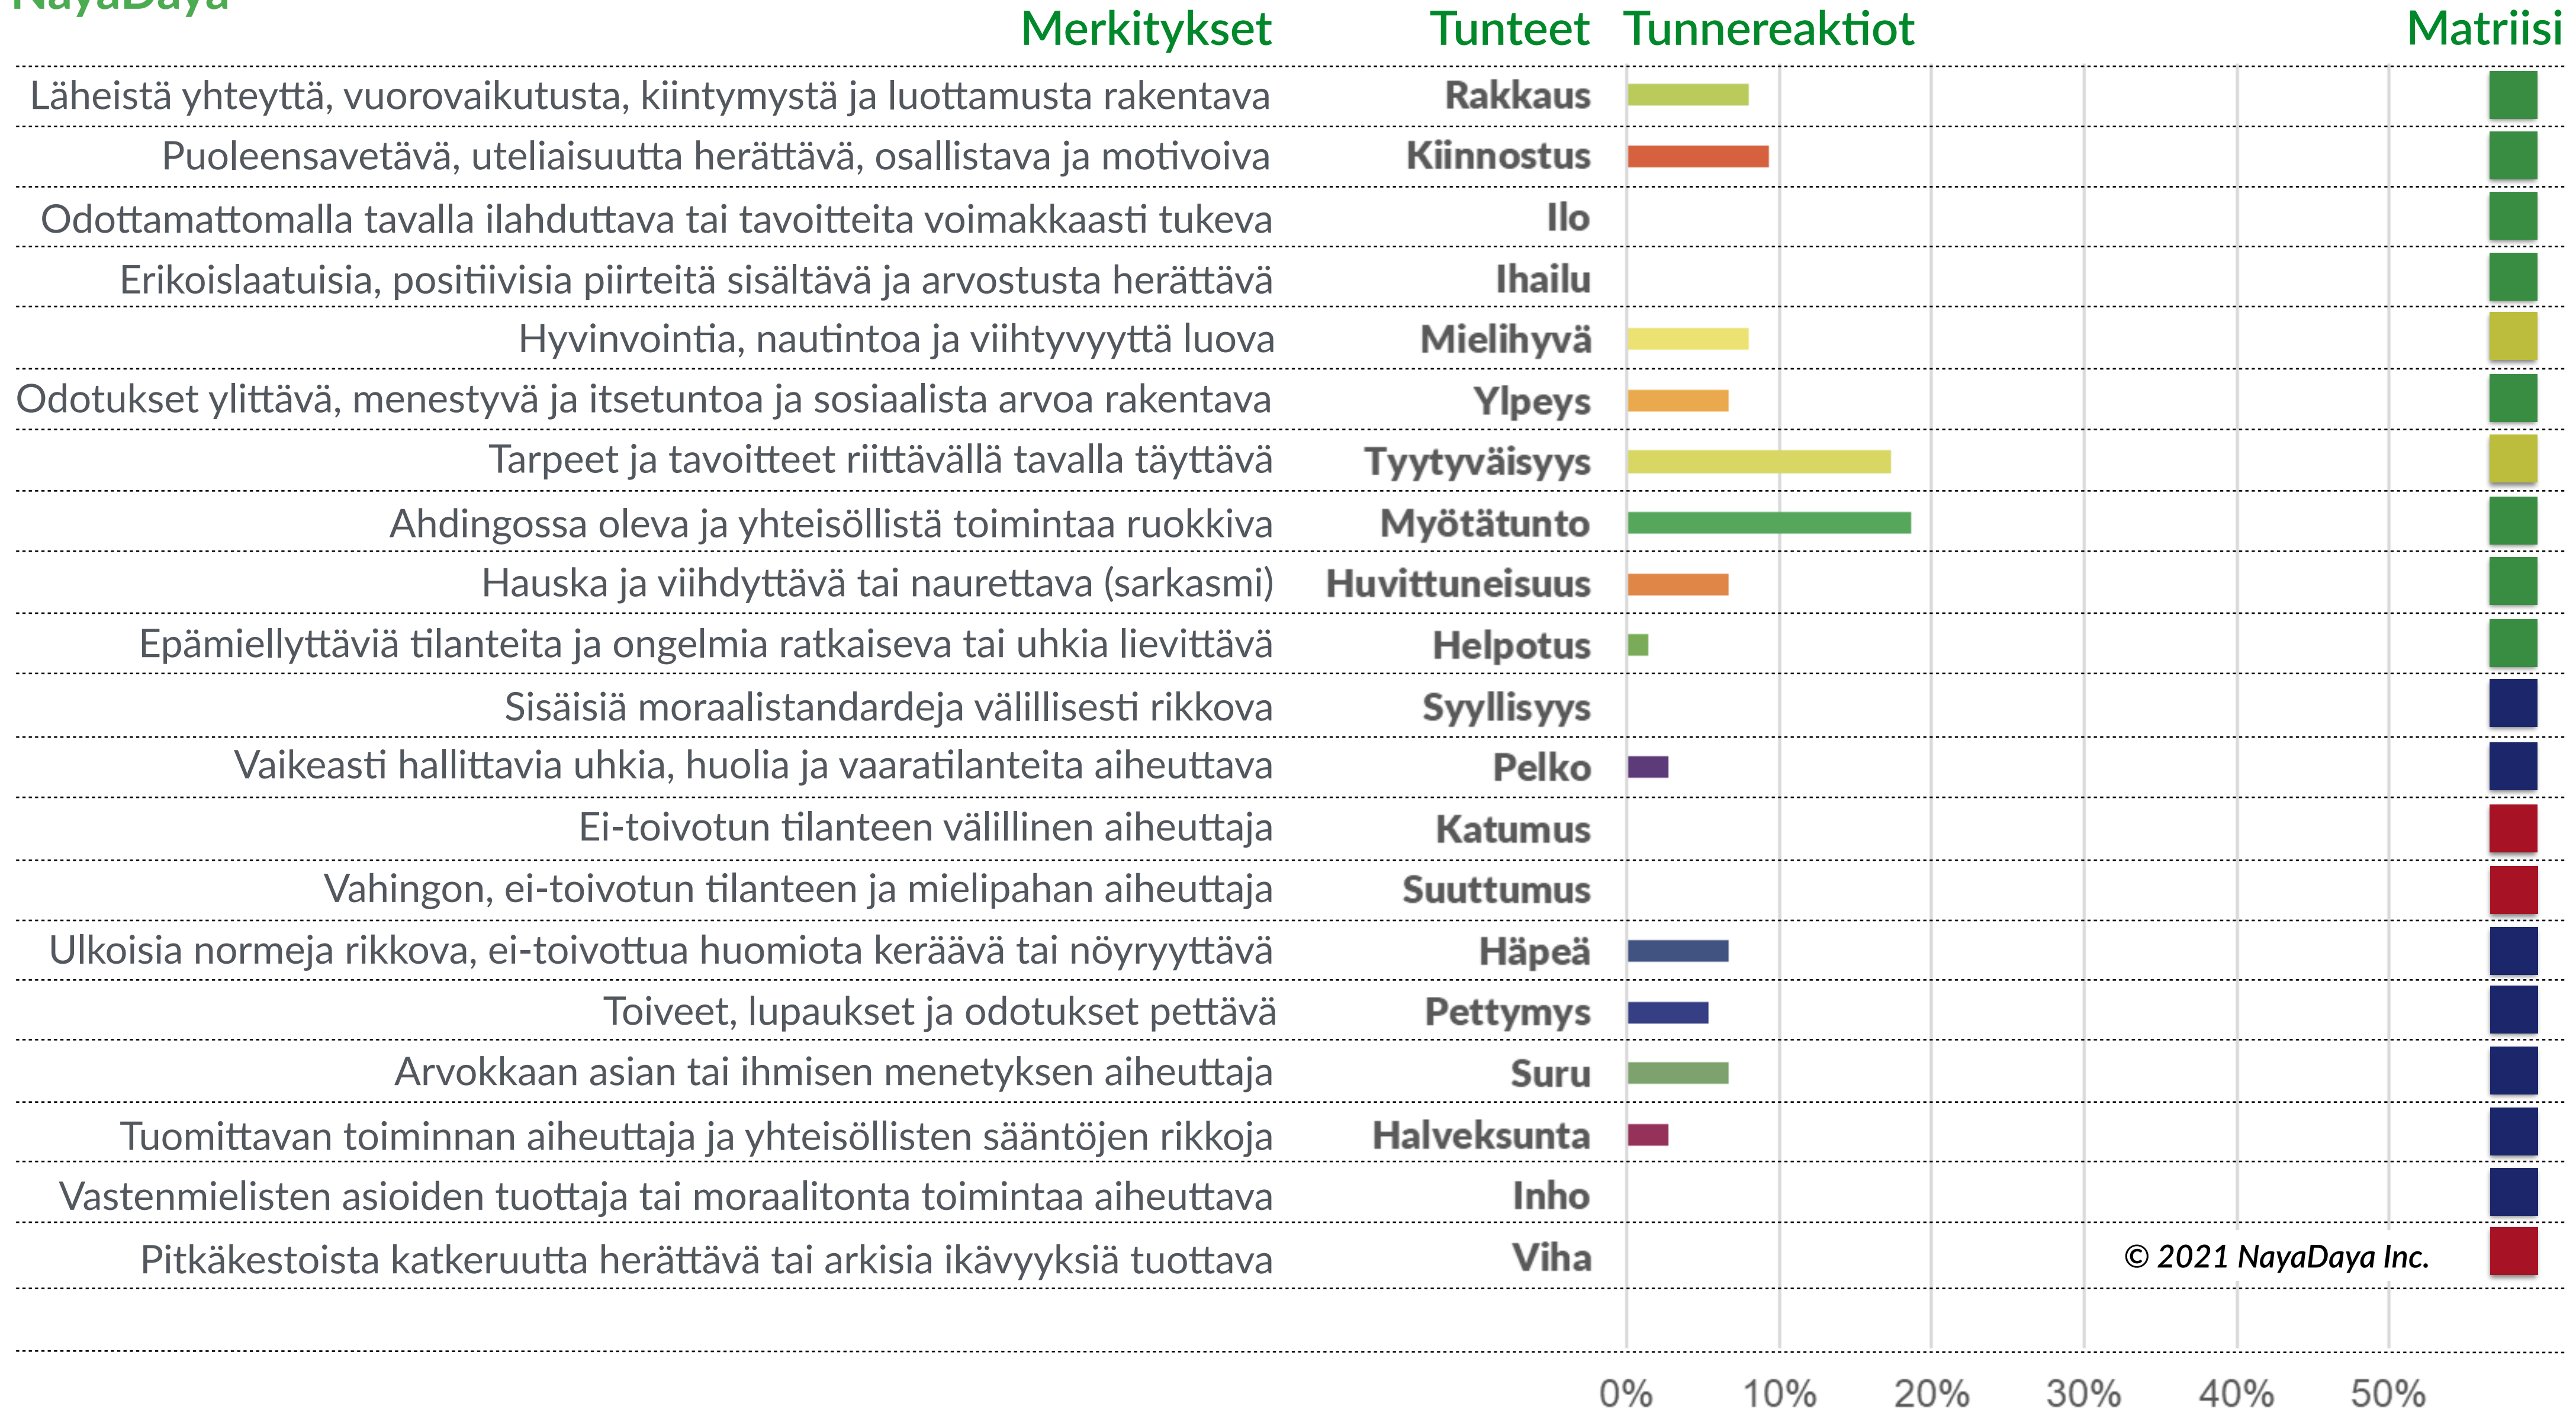 NayaDaya
Merkitykset Tunteet Tunnereaktiot Matriisi
Läheistä yhteyttä, vuorovaikutusta, kiintymystä ja luottamusta rakentava Rakkaus
Puoleensavetävä, uteliaisuutta herättävä, osallistava ja motivoiva Kiinnostus
Odottamattomalla tavalla ilahduttava tai tavoitteita voimakkaasti tukeva Ilo
Erikoislaatuisia, positiivisia piirteitä sisältävä ja arvostusta herättävä Ihailu
Hyvinvointia, nautintoa ja viihtyvyyttä luova Mielihyvä
Odotukset ylittävä, menestyvä ja itsetuntoa ja sosiaalista arvoa rakentava Ylpeys
Tarpeet ja tavoitteet riittävällä tavalla täyttävä Tyytyväisyys
Ahdingossa oleva ja yhteisöllistä toimintaa ruokkiva Myötätunto
Hauska ja viihdyttävä tai naurettava (sarkasmi) Huvittuneisuus
Epämiellyttäviä tilanteita ja ongelmia ratkaiseva tai uhkia lievittävä Helpotus
Sisäisiä moraalistandardeja välillisesti rikkova Syyllisyys
Vaikeasti hallittavia uhkia, huolia ja vaaratilanteita aiheuttava Pelko
Ei-toivotun tilanteen välillinen aiheuttaja Katumus
Vahingon, ei-toivotun tilanteen ja mielipahan aiheuttaja Suuttumus
Ulkoisia normeja rikkova, ei-toivottua huomiota keräävä tai nöyryyttävä Häpeä
Toiveet, lupaukset ja odotukset pettävä Pettymys
Arvokkaan asian tai ihmisen menetyksen aiheuttaja Suru
Tuomittavan toiminnan aiheuttaja ja yhteisöllisten sääntöjen rikkoja Halveksunta
Vastenmielisten asioiden tuottaja tai moraalitonta toimintaa aiheuttava Inho
Pitkäkestoista katkeruutta herättävä tai arkisia ikävyyksiä tuottava Viha © 2021 NayaDaya Inc.
0% 10% 20% 30% 40% 50%